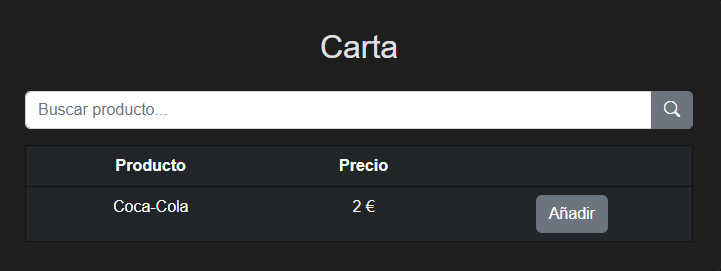 Carta
Buscar producto...
Producto Precio
Coca-Cola 2 € Añadir